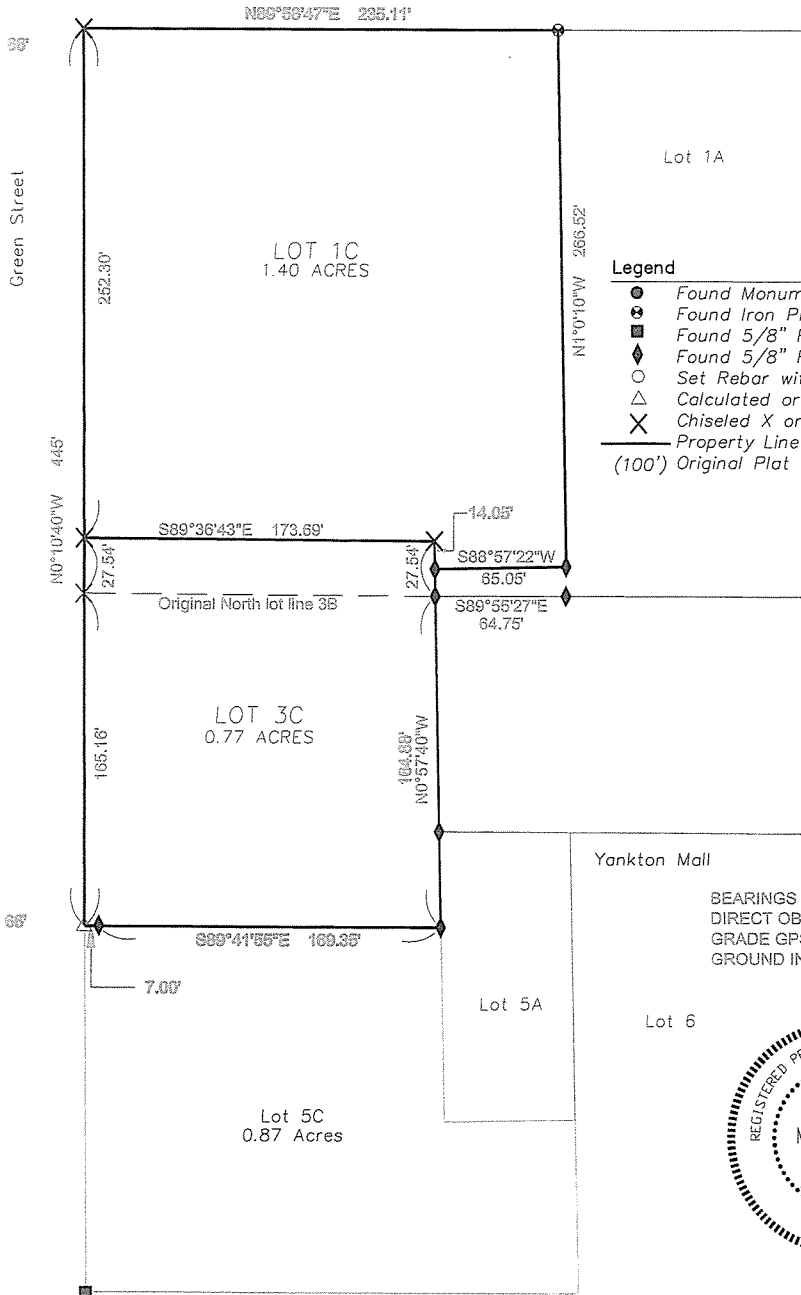 N89°58'47"E 235.11'
66'
Green Street
Lot 1A
LOT 1C
1.40 ACRES
252.30'
N1°0'10"W 266.52'
Legend
Found Monum
Found Iron Pi
Found 5/8" R
Found 5/8" R
Set Rebar wit
Calculated or
Chiseled X or
Property Line
(100') Original Plat
N0°10'40"W 445'
S89°36'43"E 173.69'
14.05'
27.54'
27.54'
S88°57'22"W
65.05'
Original North lot line 3B
S89°55'27"E
64.75'
LOT 3C
0.77 ACRES
165.16'
164.88'
N0°57'40"W
Yankton Mall
BEARINGS
DIRECT OB
GRADE GPS
GROUND IN
66'
S89°41'55"E 169.35'
7.00'
Lot 5A
Lot 6
Lot 5C
0.87 Acres
REGISTERED PR